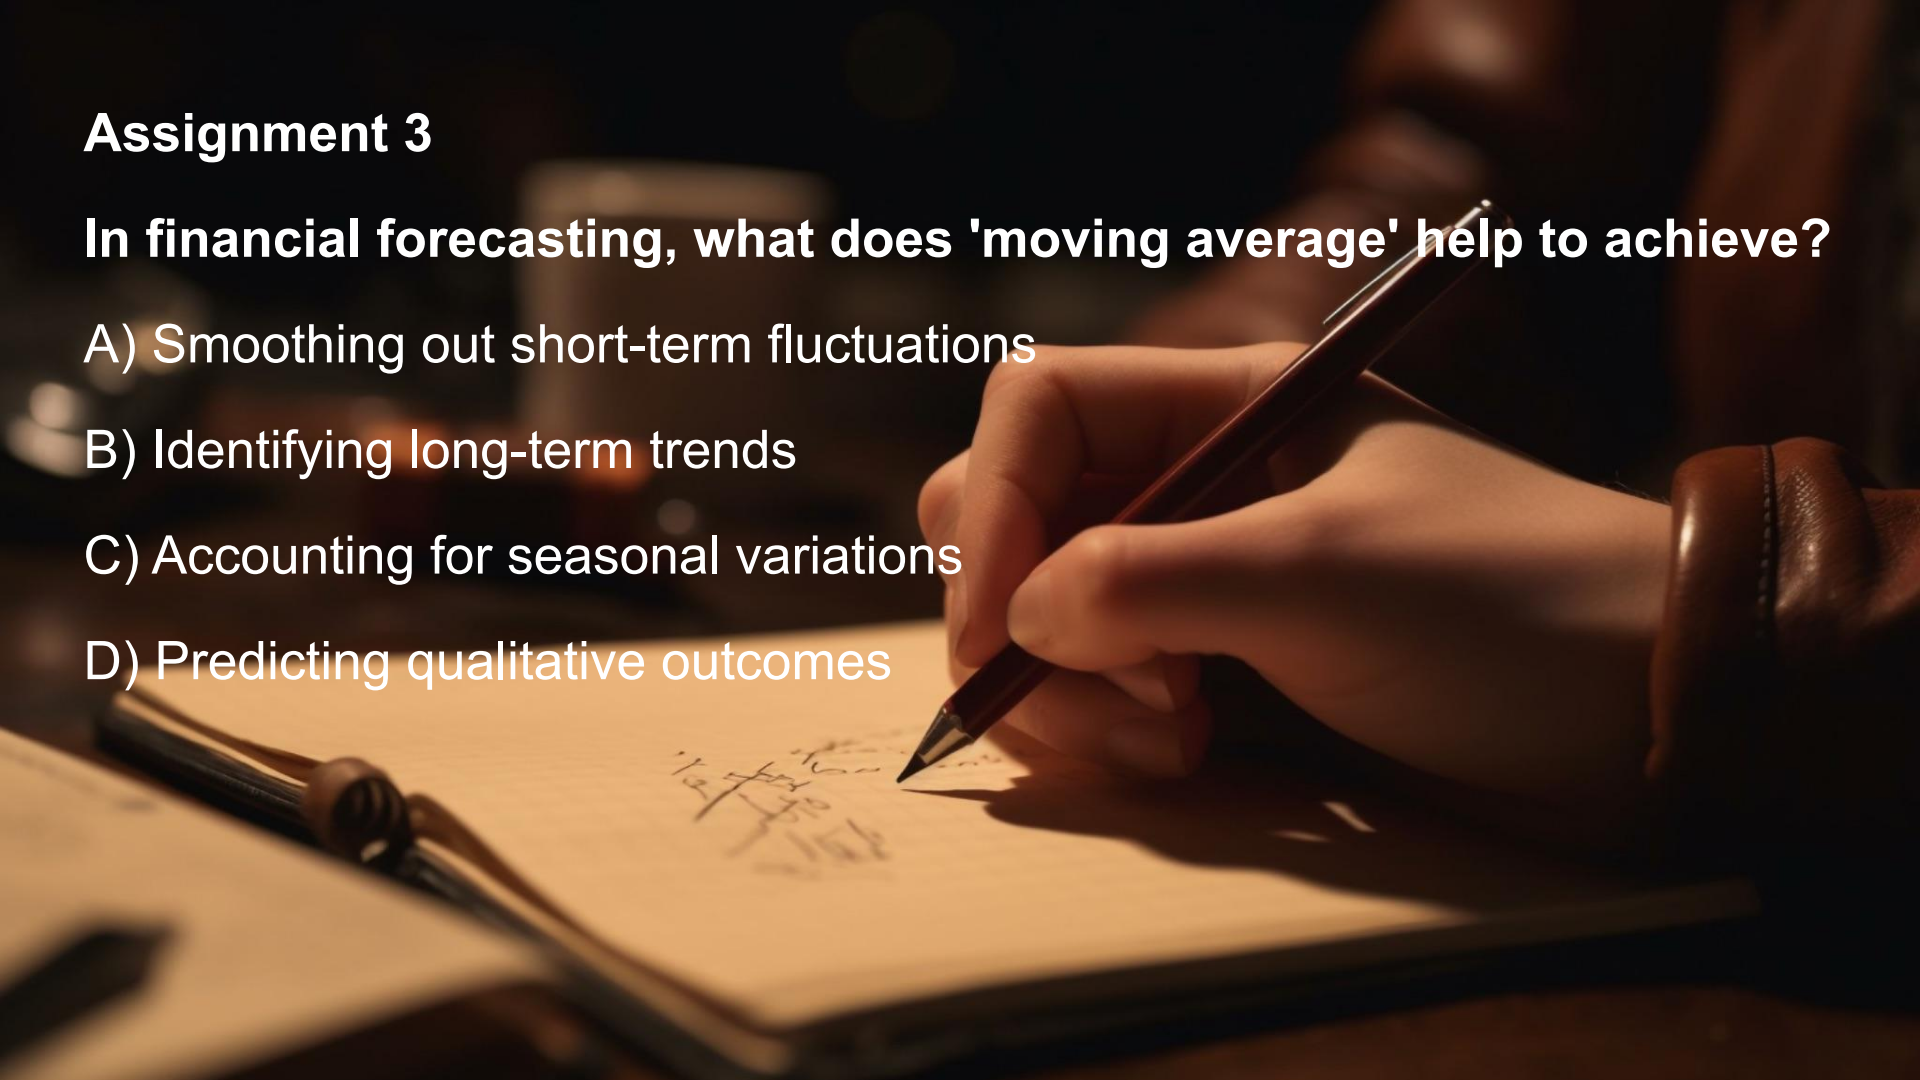 Assignment 3
In financial forecasting, what does 'moving average' help to achieve?
A) Smoothing out short-term fluctuations
B) Identifying long-term trends
C) Accounting for seasonal variations
D) Predicting qualitative outcomes